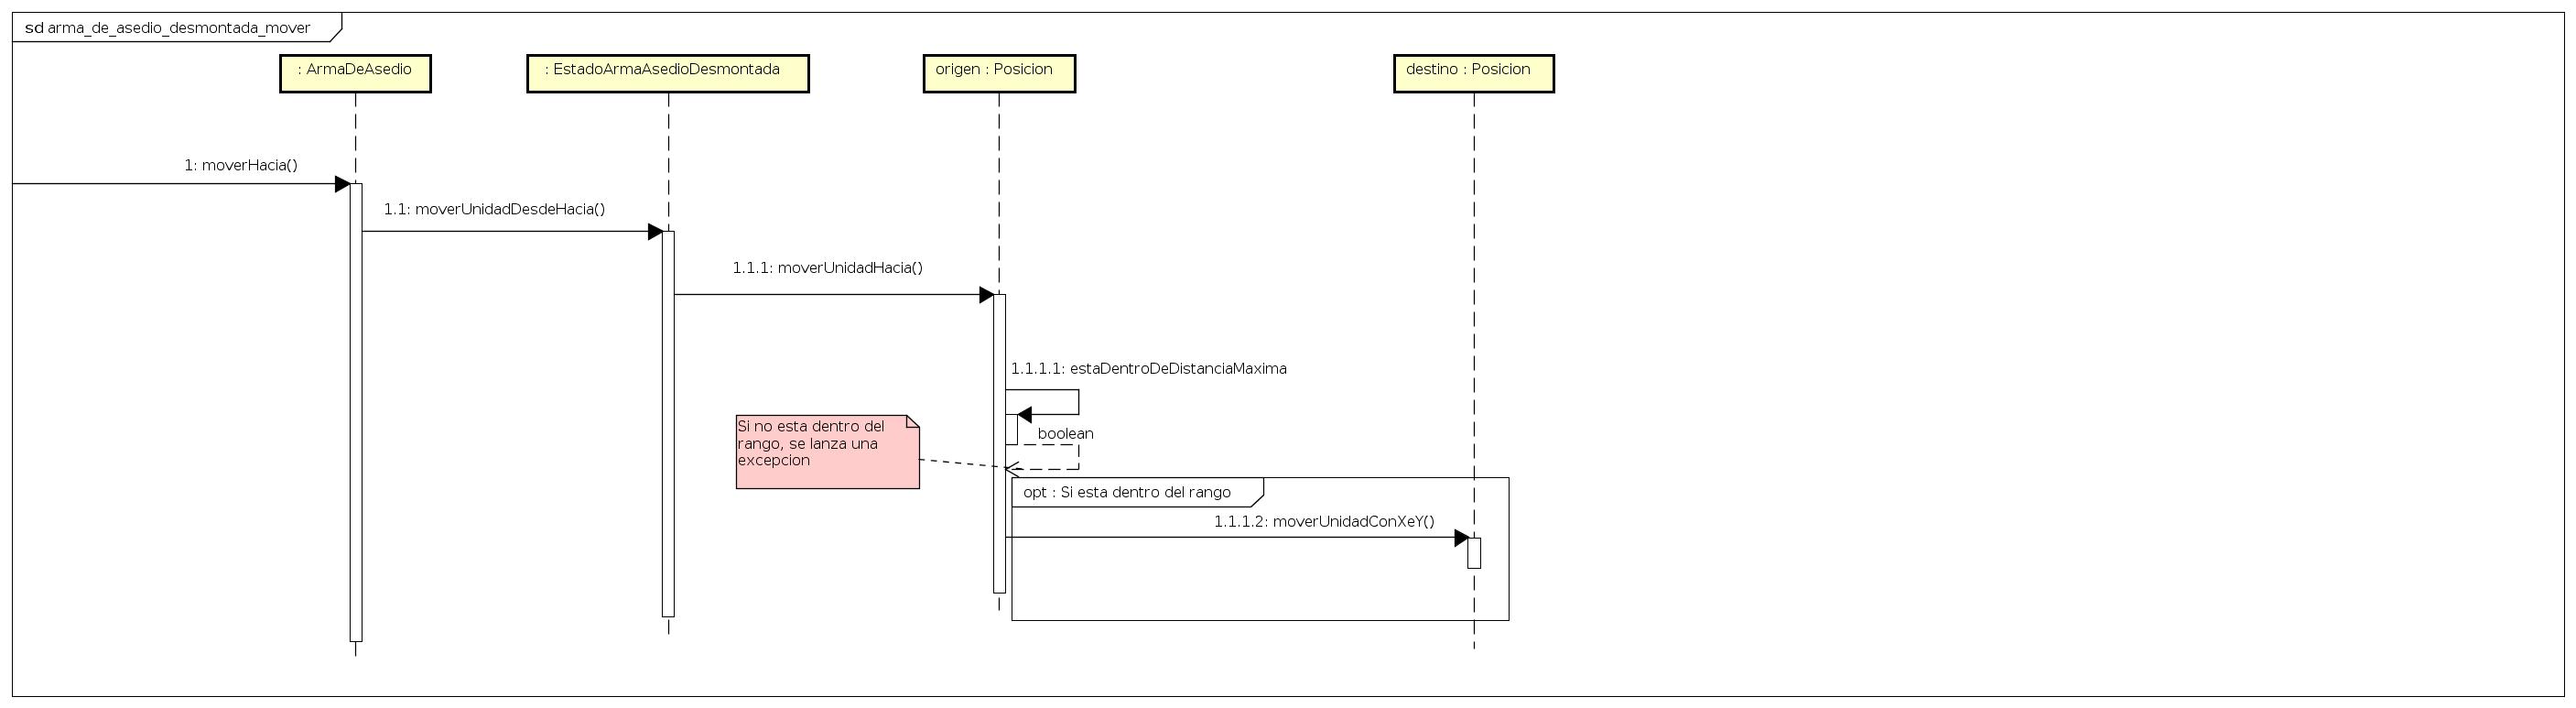 sd arma_de_asedio_desmontada_mover
: ArmaDeAsedio
: EstadoArmaAsedioDesmontada
origen : Posicion
destino : Posicion
1: moverHacia()
1.1: moverUnidadDesdeHacia()
1.1.1: moverUnidadHacia()
1.1.1.1: estaDentroDeDistanciaMaxima
boolean
Si no esta dentro del
rango, se lanza una
excepcion
opt : Si esta dentro del rango
1.1.1.2: moverUnidadConXeY()